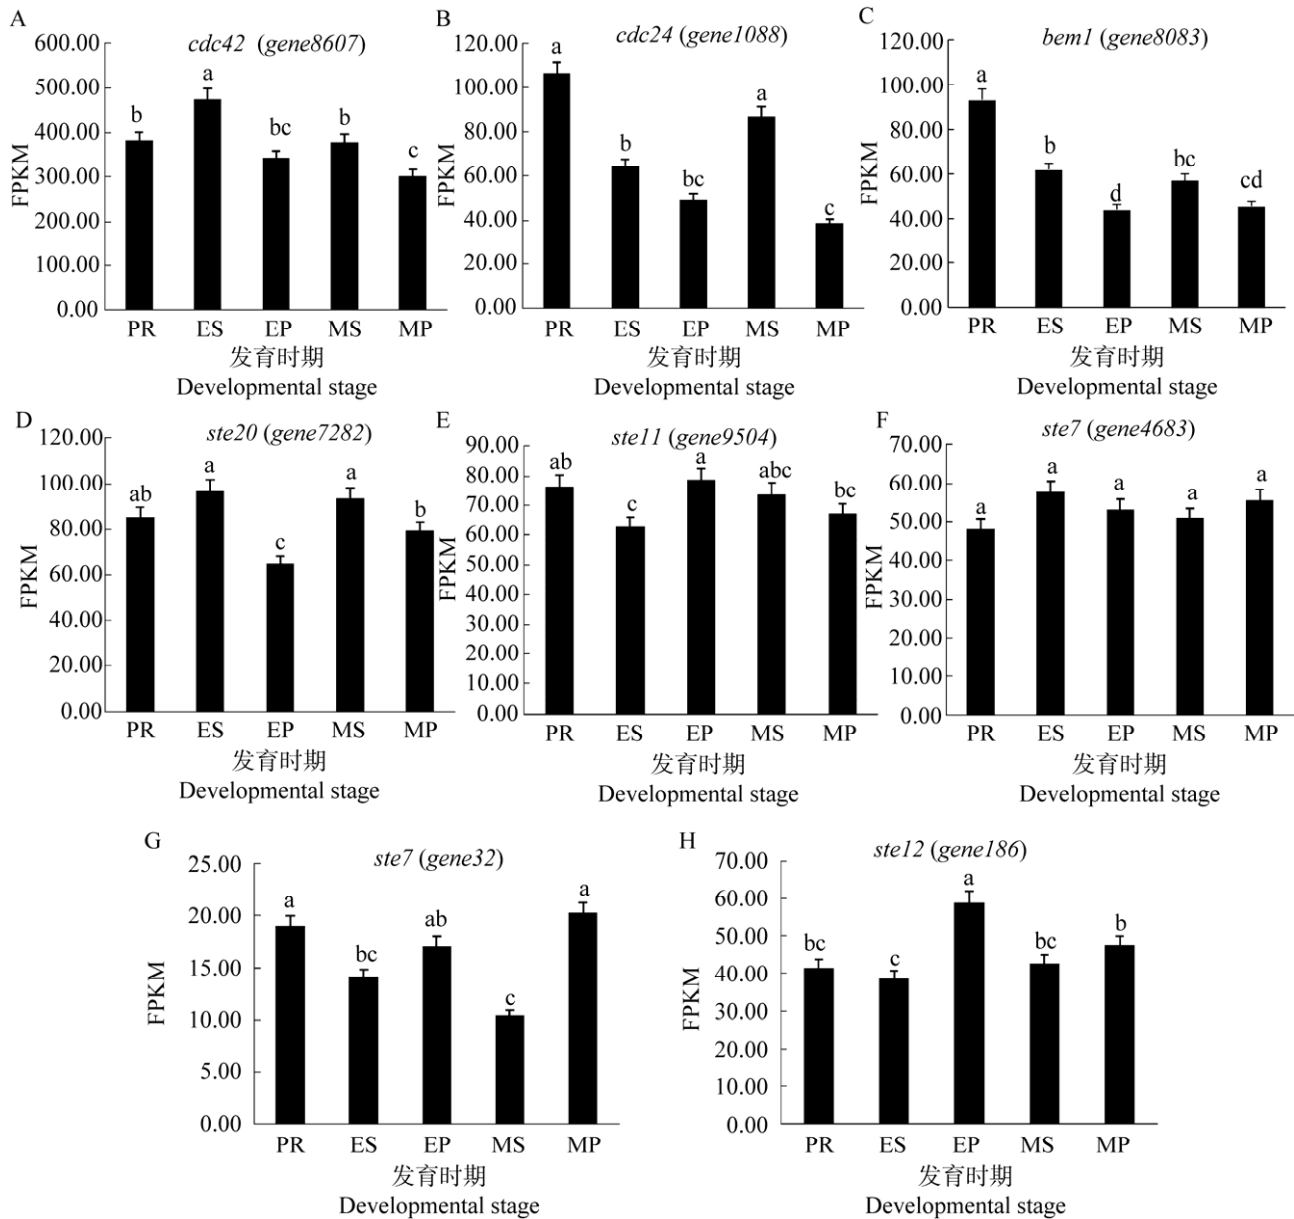 A
cdc42 (gene8607)
600.00
500.00
400.00
300.00
200.00
100.00
0.00
FPKM
b
a
bc
b
c
PR ES EP MS MP
发育时期
Developmental stage
B
cdc24 (gene1088)
120.00
100.00
80.00
60.00
40.00
20.00
0.00
FPKM
a
b
bc
a
c
PR ES EP MS MP
发育时期
Developmental stage
C
bem1 (gene8083)
120.00
100.00
80.00
60.00
40.00
20.00
0.00
FPKM
a
b
d
bc
cd
PR ES EP MS MP
发育时期
Developmental stage
D
ste20 (gene7282)
120.00
100.00
80.00
60.00
40.00
20.00
0.00
FPKM
ab
a
c
a
b
PR ES EP MS MP
发育时期
Developmental stage
E
ste11 (gene9504)
90.00
80.00
70.00
60.00
50.00
40.00
30.00
20.00
10.00
0.00
FPKM
ab
c
a
abc
bc
PR ES EP MS MP
发育时期
Developmental stage
F
ste7 (gene4683)
70.00
60.00
50.00
40.00
30.00
20.00
10.00
0.00
FPKM
a
a
a
a
a
PR ES EP MS MP
发育时期
Developmental stage
G
ste7 (gene32)
25.00
20.00
15.00
10.00
5.00
0.00
FPKM
a
bc
ab
c
a
PR ES EP MS MP
发育时期
Developmental stage
H
ste12 (gene186)
70.00
60.00
50.00
40.00
30.00
20.00
10.00
0.00
FPKM
bc
c
a
bc
b
PR ES EP MS MP
发育时期
Developmental stage